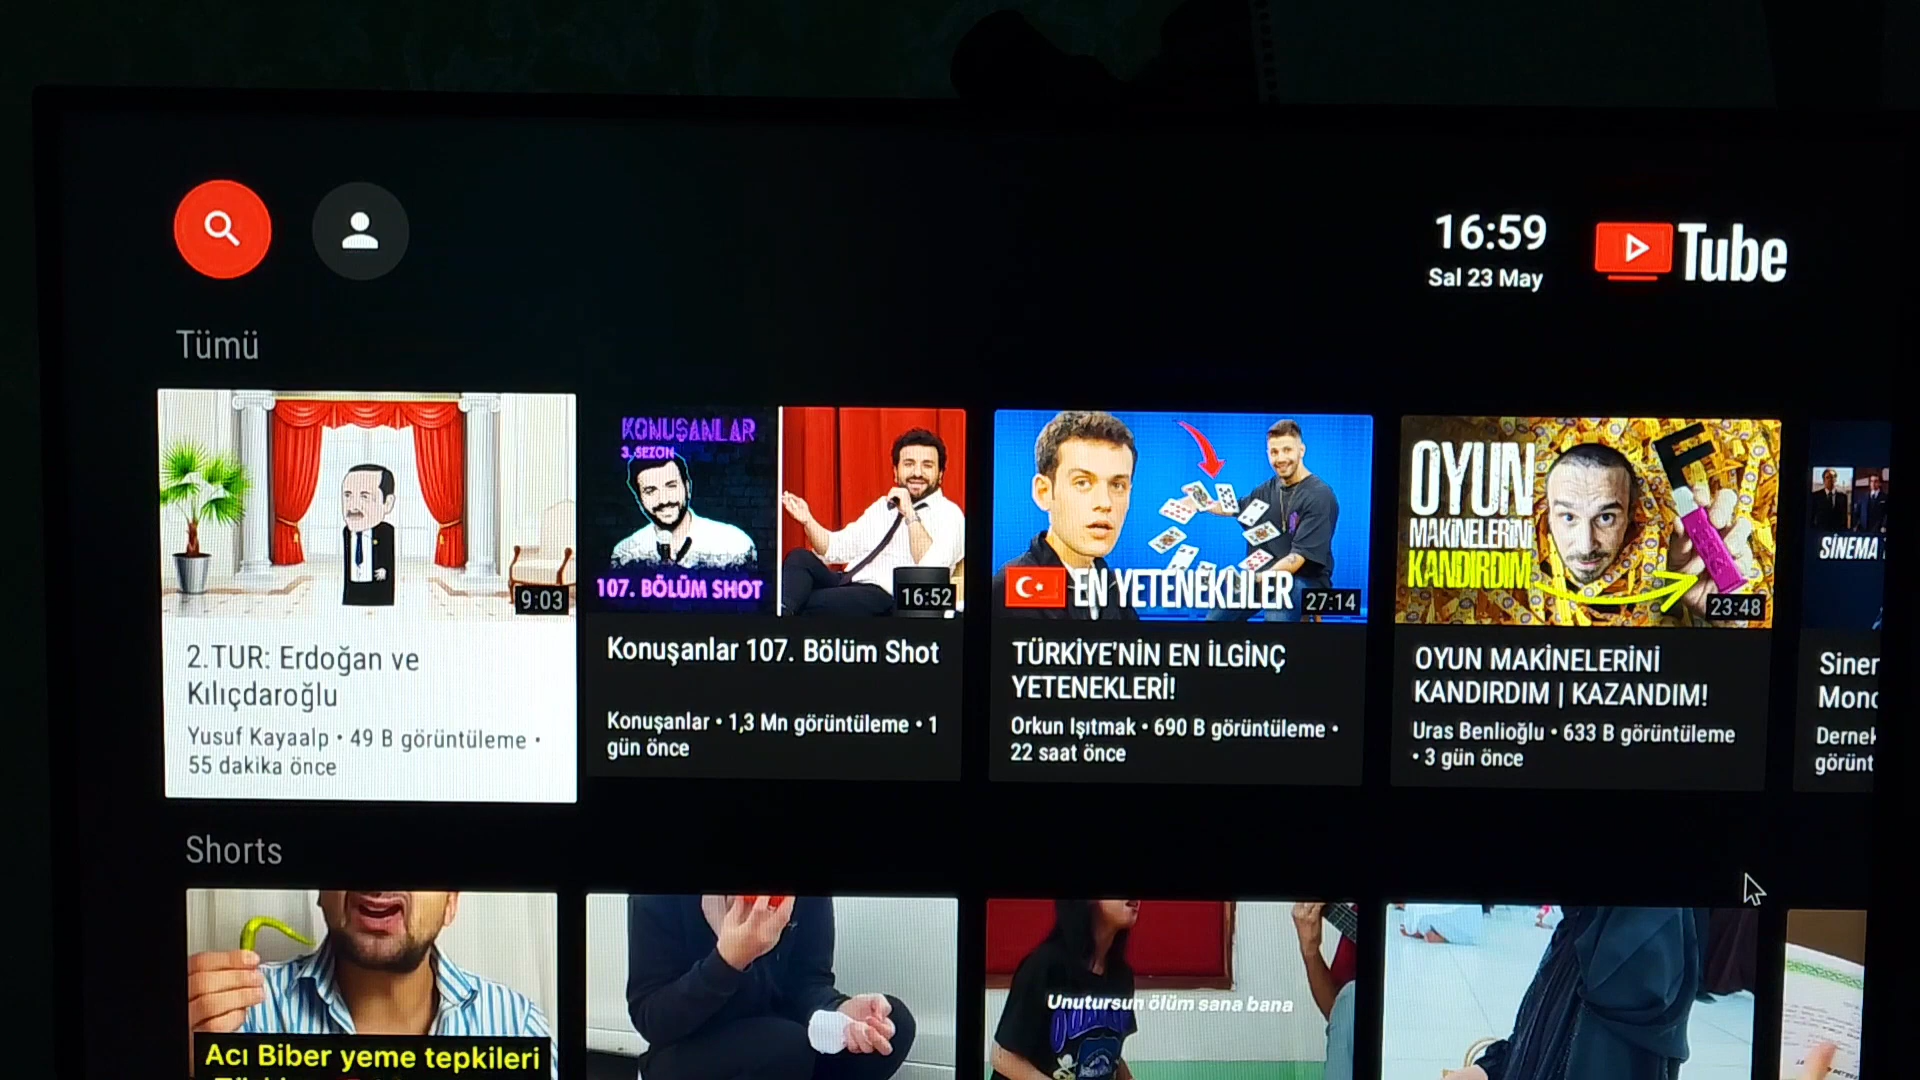 16:59
Sal 23 May
Tube
Tümü
9:03
2.TUR: Erdoğan ve
Kılıçdaroğlu
Yusuf Kayaalp • 49 B görüntüleme •
55 dakika önce
KONUŞANLAR
3. SEZON
107. BÖLÜM SHOT
16:52
Konuşanlar 107. Bölüm Shot
Konuşanlar • 1,3 Mn görüntüleme • 1
gün önce
EN YETENEKLİLER
27:14
TÜRKİYE'NİN EN İLGİNÇ
YETENEKLERİ!
Orkun Işıtmak • 690 B görüntüleme •
22 saat önce
OYUN
MAKİNELERİNİ
KANDIRDIM
23:48
OYUN MAKİNELERİNİ
KANDIRDIM | KAZANDIM!
Uras Benlioğlu • 633 B görüntüleme
• 3 gün önce
SİNEMA
Shorts
Acı Biber yeme tepkileri
Unutursun ölüm sana bana